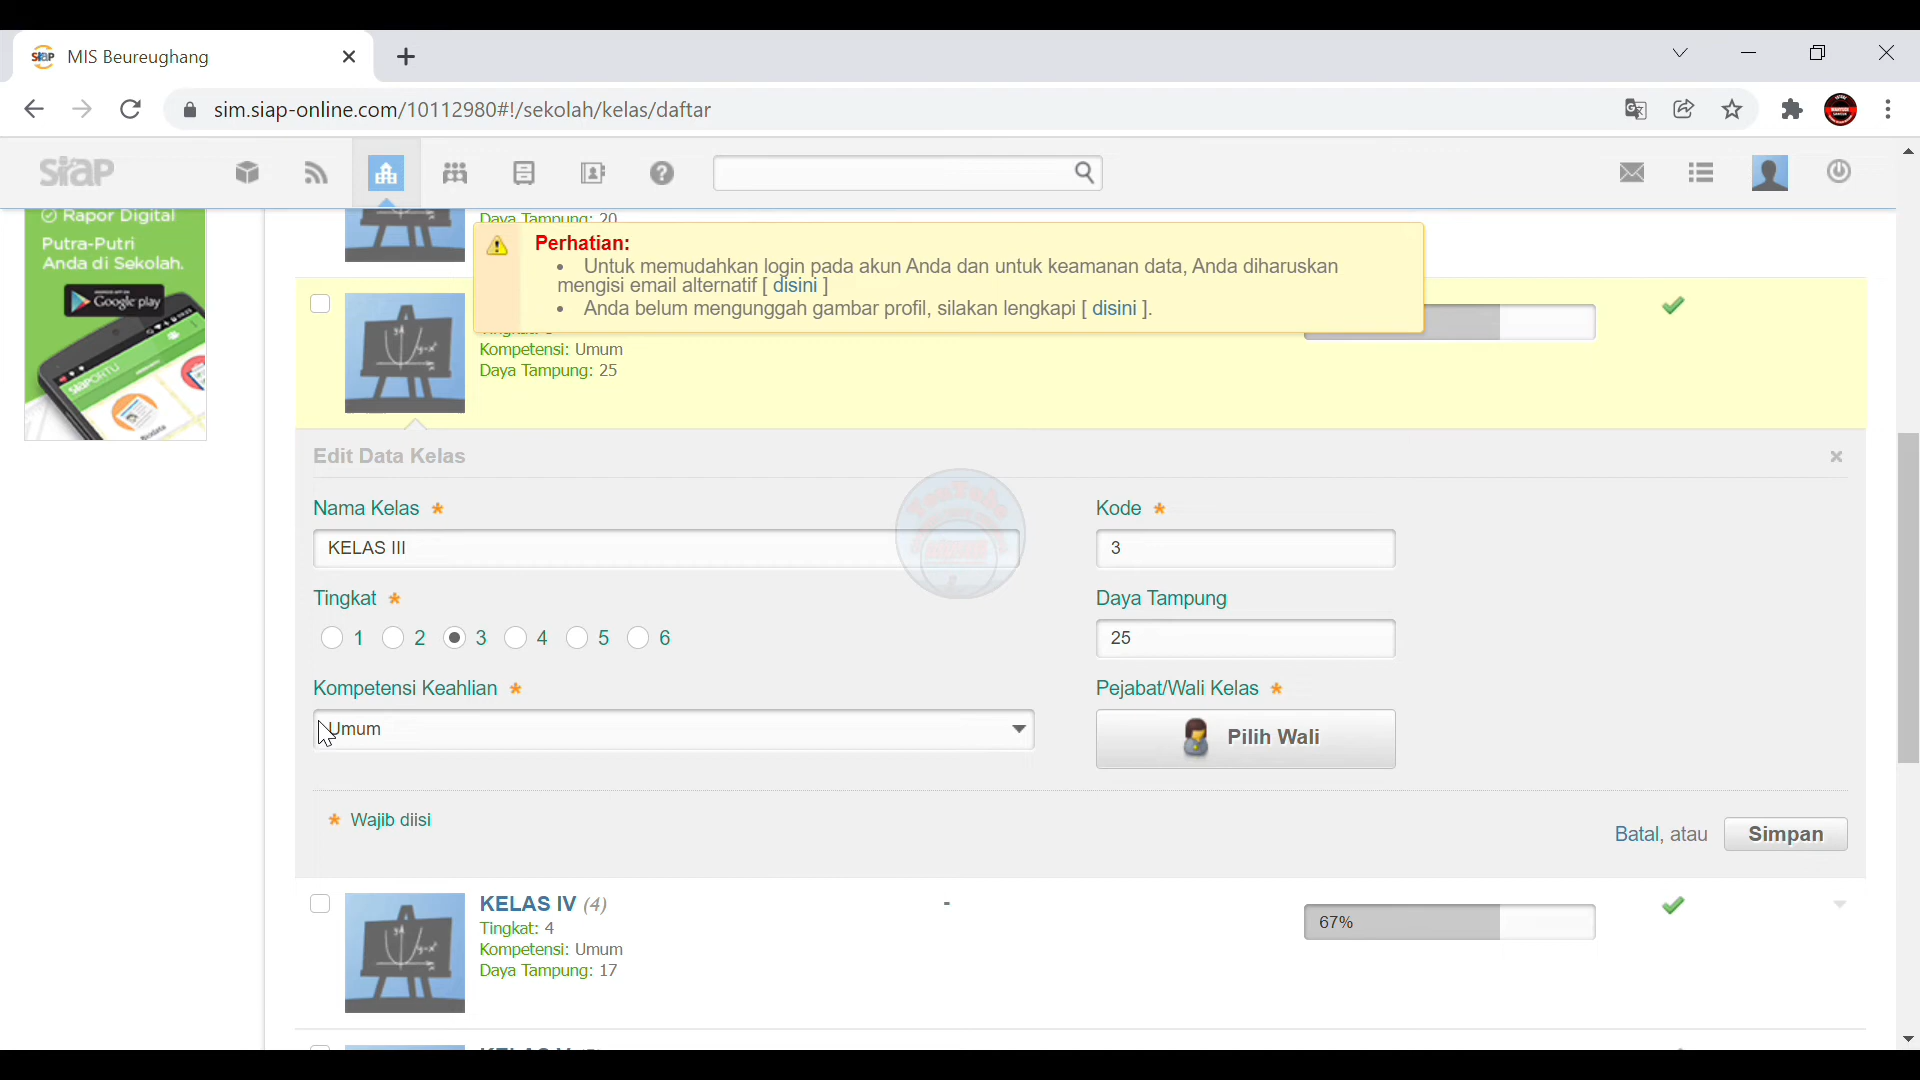 SIAP MIS Beureughang
sim.siap-online.com/10112980#!/sekolah/kelas/daftar
siap
Rapor Digital
Putra-Putri
Anda di Sekolah.
Google play
Daya Tampung: 20
Perhatian:
• Untuk memudahkan login pada akun Anda dan untuk keamanan data, Anda diharuskan
mengisi email alternatif [ disini ]
• Anda belum mengunggah gambar profil, silakan lengkapi [ disini ].
Kompetensi: Umum
Daya Tampung: 25
Edit Data Kelas
Nama Kelas *
Kode *
KELAS III
3
Tingkat *
Daya Tampung
1 2 3 4 5 6
25
Kompetensi Keahlian *
Pejabat/Wali Kelas *
Umum
Pilih Wali
* Wajib diisi
Batal, atau Simpan
KELAS IV (4)
-
67%
Tingkat: 4
Kompetensi: Umum
Daya Tampung: 17